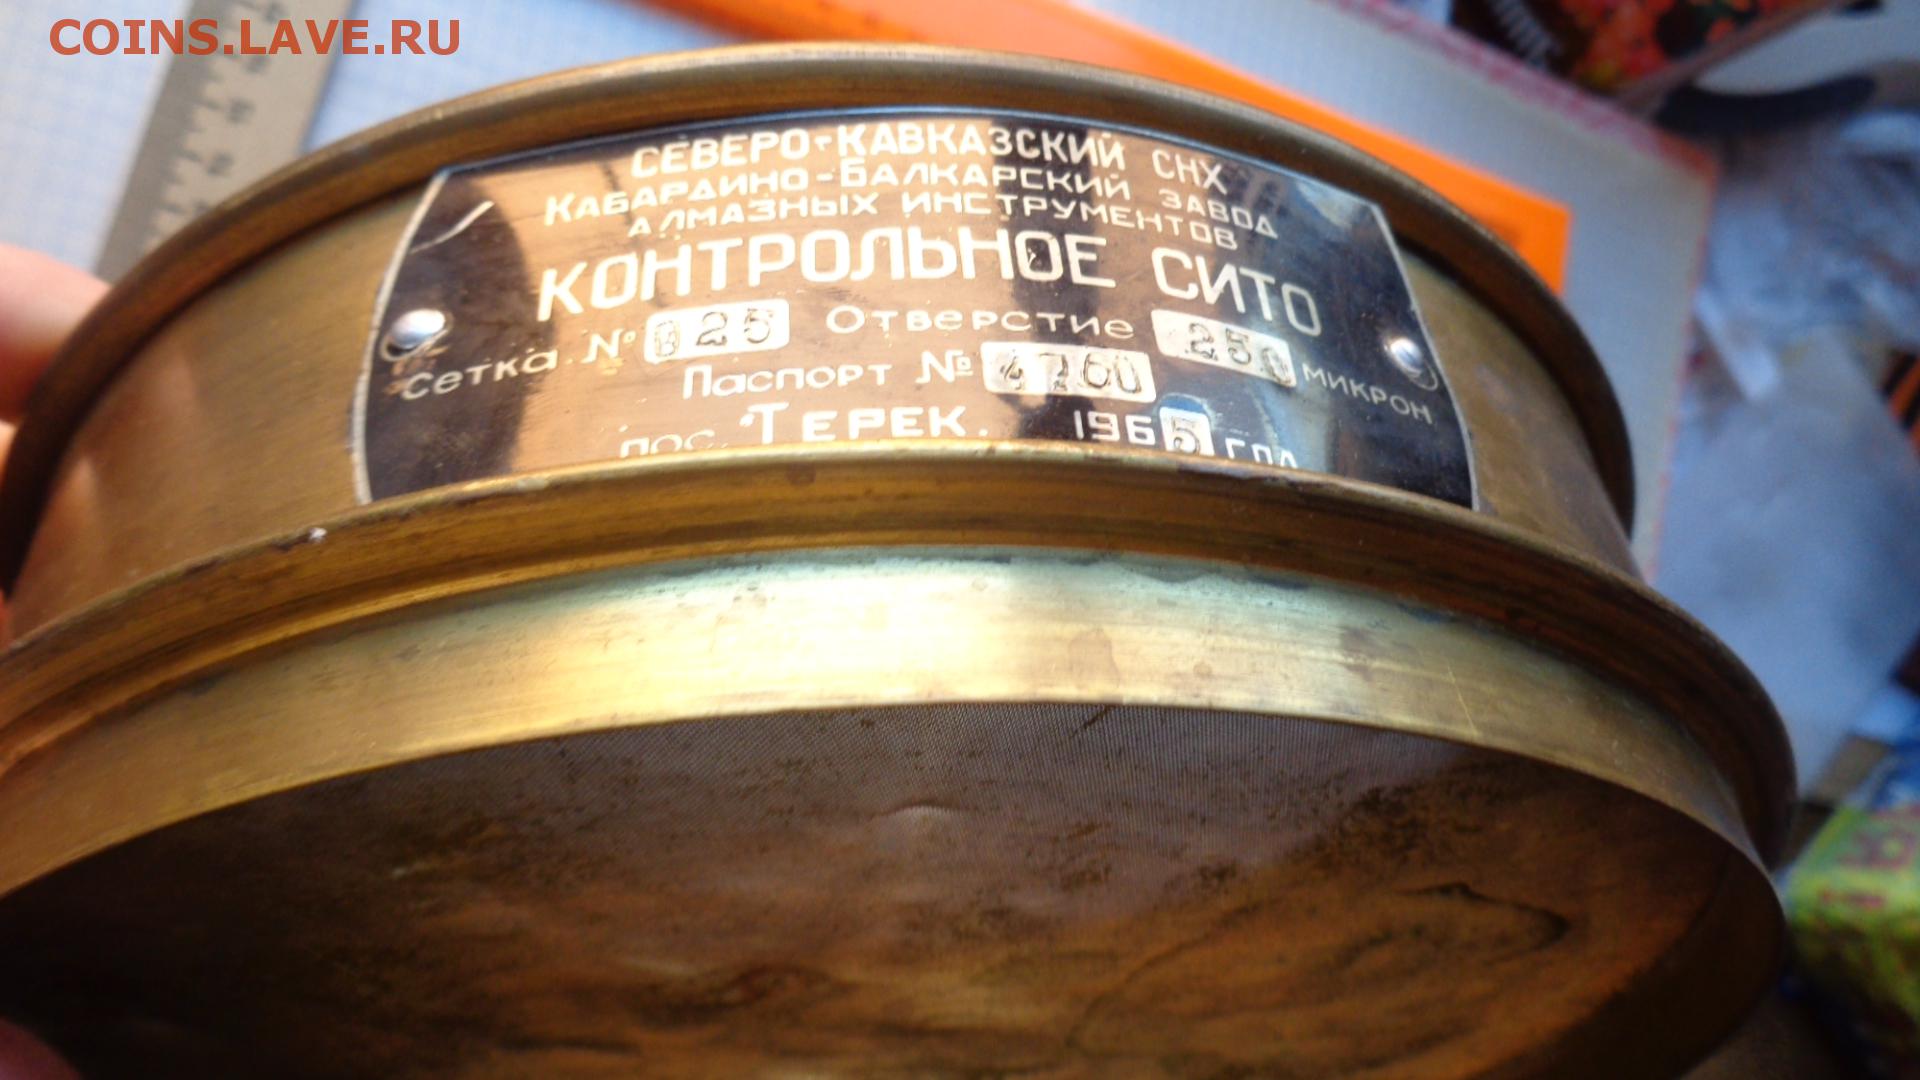 COINS.LAVE.RU
СЕВЕРО-КАВКАЗСКИЙ СНХ
КАБАРДИНО-БАЛКАРСКИЙ ЗАВОД
АЛМАЗНЫХ ИНСТРУМЕНТОВ
КОНТРОЛЬНОЕ СИТО
Сетка № 025 Отверстие 250 микрон
Паспорт № 4760
пос. ТЕРЕК. 1965 года